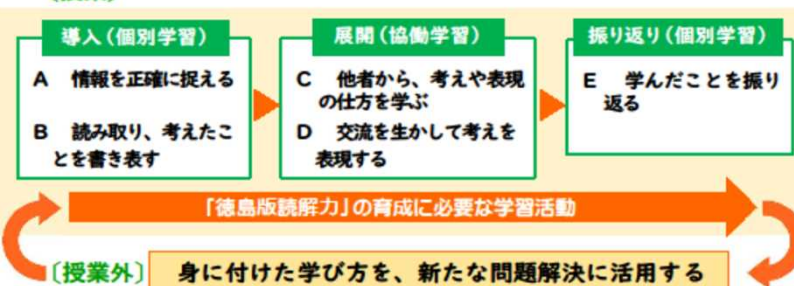 導入(個別学習)
A 情報を正確に捉える
B 読み取り、考えたこ
とを書き表す
展開(協働学習)
C 他者から、考えや表現
の仕方を学ぶ
D 交流を生かして考えを
表現する
振り返り(個別学習)
E 学んだことを振り
返る
「徳島版読解力」の育成に必要な学習活動
〔授業外〕 身に付けた学び方を、新たな問題解決に活用する